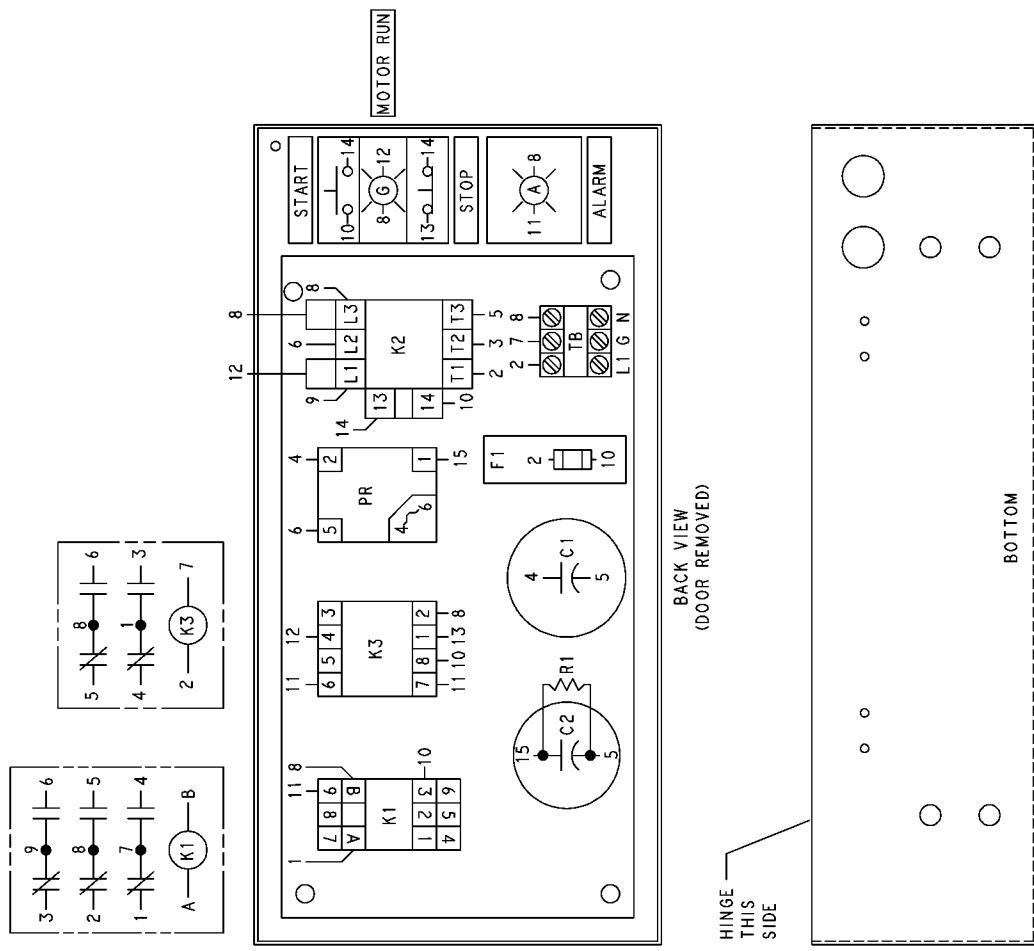 3 9 6
2 8 5
1 7 4
A K1 B
5 8 6
4 1 3
2 K3 7
1
11
8
7 8 9
A B
K1
1 2 3
4 5 6
10
11 12
6 5 4 3
K3
7 8 1 2
11 10 13 8
6 4
5 2
PR
4 6 1
15
12 6 8
9 8
L1 L2 L3
14
13
K2
14
10
T1 T2 T3
2 3 5
START
10 14
8 G 12
13 14
STOP
11 A 8
ALARM
MOTOR RUN
15
C2
5
R1
4
C1
5
F1
2
10
2 7 8
TB
L1 G N
BACK VIEW
(DOOR REMOVED)
HINGE
THIS
SIDE
BOTTOM